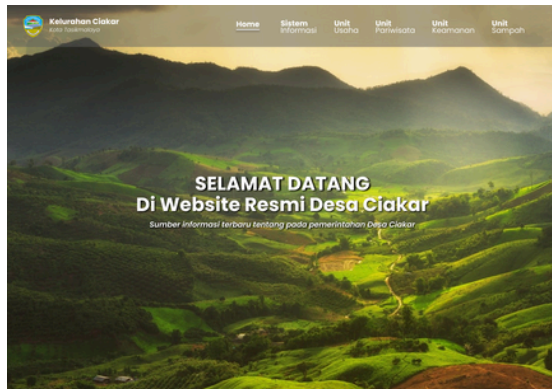 Kelurahan Ciakar
Kota Tasikmalaya
Home
Sistem
Informasi
Unit
Usaha
Unit
Pariwisata
Unit
Keamanan
Unit
Sampah
SELAMAT DATANG
Di Website Resmi Desa Ciakar
Sumber informasi terbaru tentang pada pemerintahan Desa Ciakar